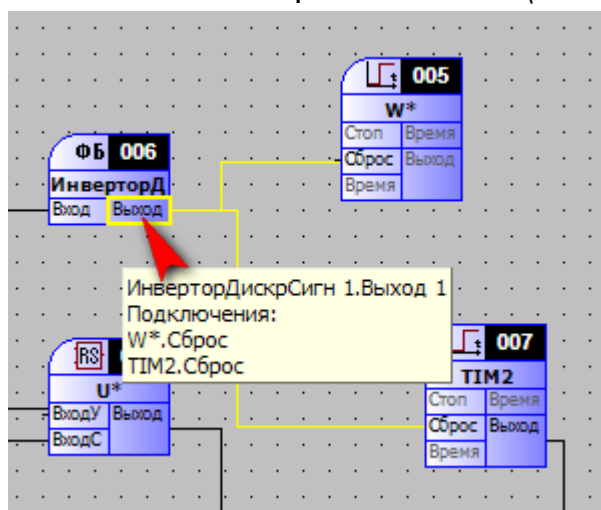 005
W*
Стоп Время
Сброс Выход
Время
ФБ 006
ИнверторД
Вход Выход
ИнверторДискрСигн 1.Выход 1
Подключения:
W*.Сброс
TIM2.Сброс
RS
U*
ВходУ Выход
ВходС
007
TIM2
Стоп Время
Сброс Выход
Время